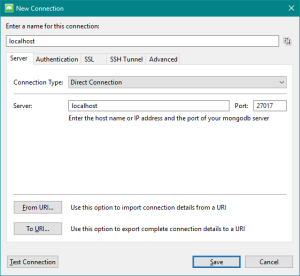 New Connection
Enter a name for this connection:
localhost
Server Authentication SSL SSH Tunnel Advanced
Connection Type: Direct Connection
Server: localhost Port: 27017
Enter the host name or IP address and the port of your mongodb server
From URI... Use this option to import connection details from a URI
To URI... Use this option to export complete connection details to a URI
Test Connection Save Cancel